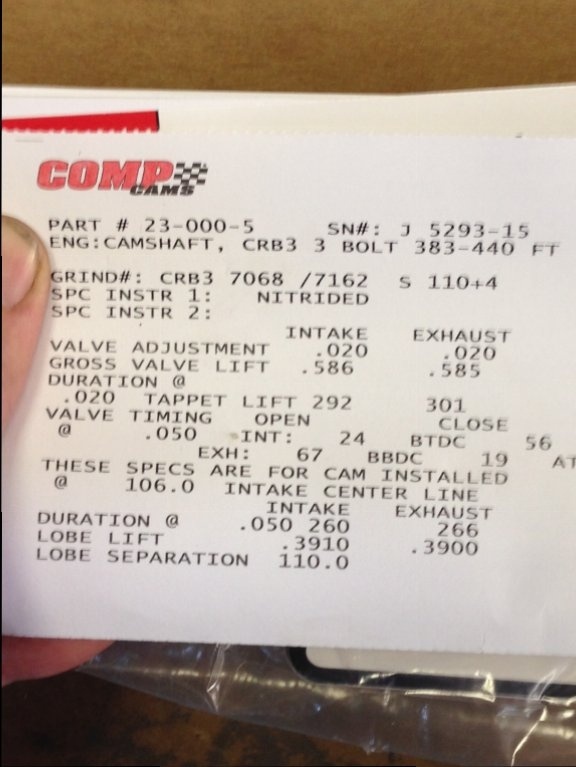 COMP
CAMS
PART # 23-000-5 SN#: J 5293-15
ENG:CAMSHAFT, CRB3 3 BOLT 383-440 FT
GRIND#: CRB3 7068 /7162 S 110+4
SPC INSTR 1: NITRIDED
SPC INSTR 2:
INTAKE EXHAUST
VALVE ADJUSTMENT .020 .020
GROSS VALVE LIFT .586 .585
DURATION @
.020 TAPPET LIFT 292 301
VALVE TIMING OPEN CLOSE
@ .050 INT: 24 BTDC 56
EXH: 67 BBDC 19 AT
THESE SPECS ARE FOR CAM INSTALLED
@ 106.0 INTAKE CENTER LINE
INTAKE EXHAUST
DURATION @ .050 260 266
LOBE LIFT .3910 .3900
LOBE SEPARATION 110.0